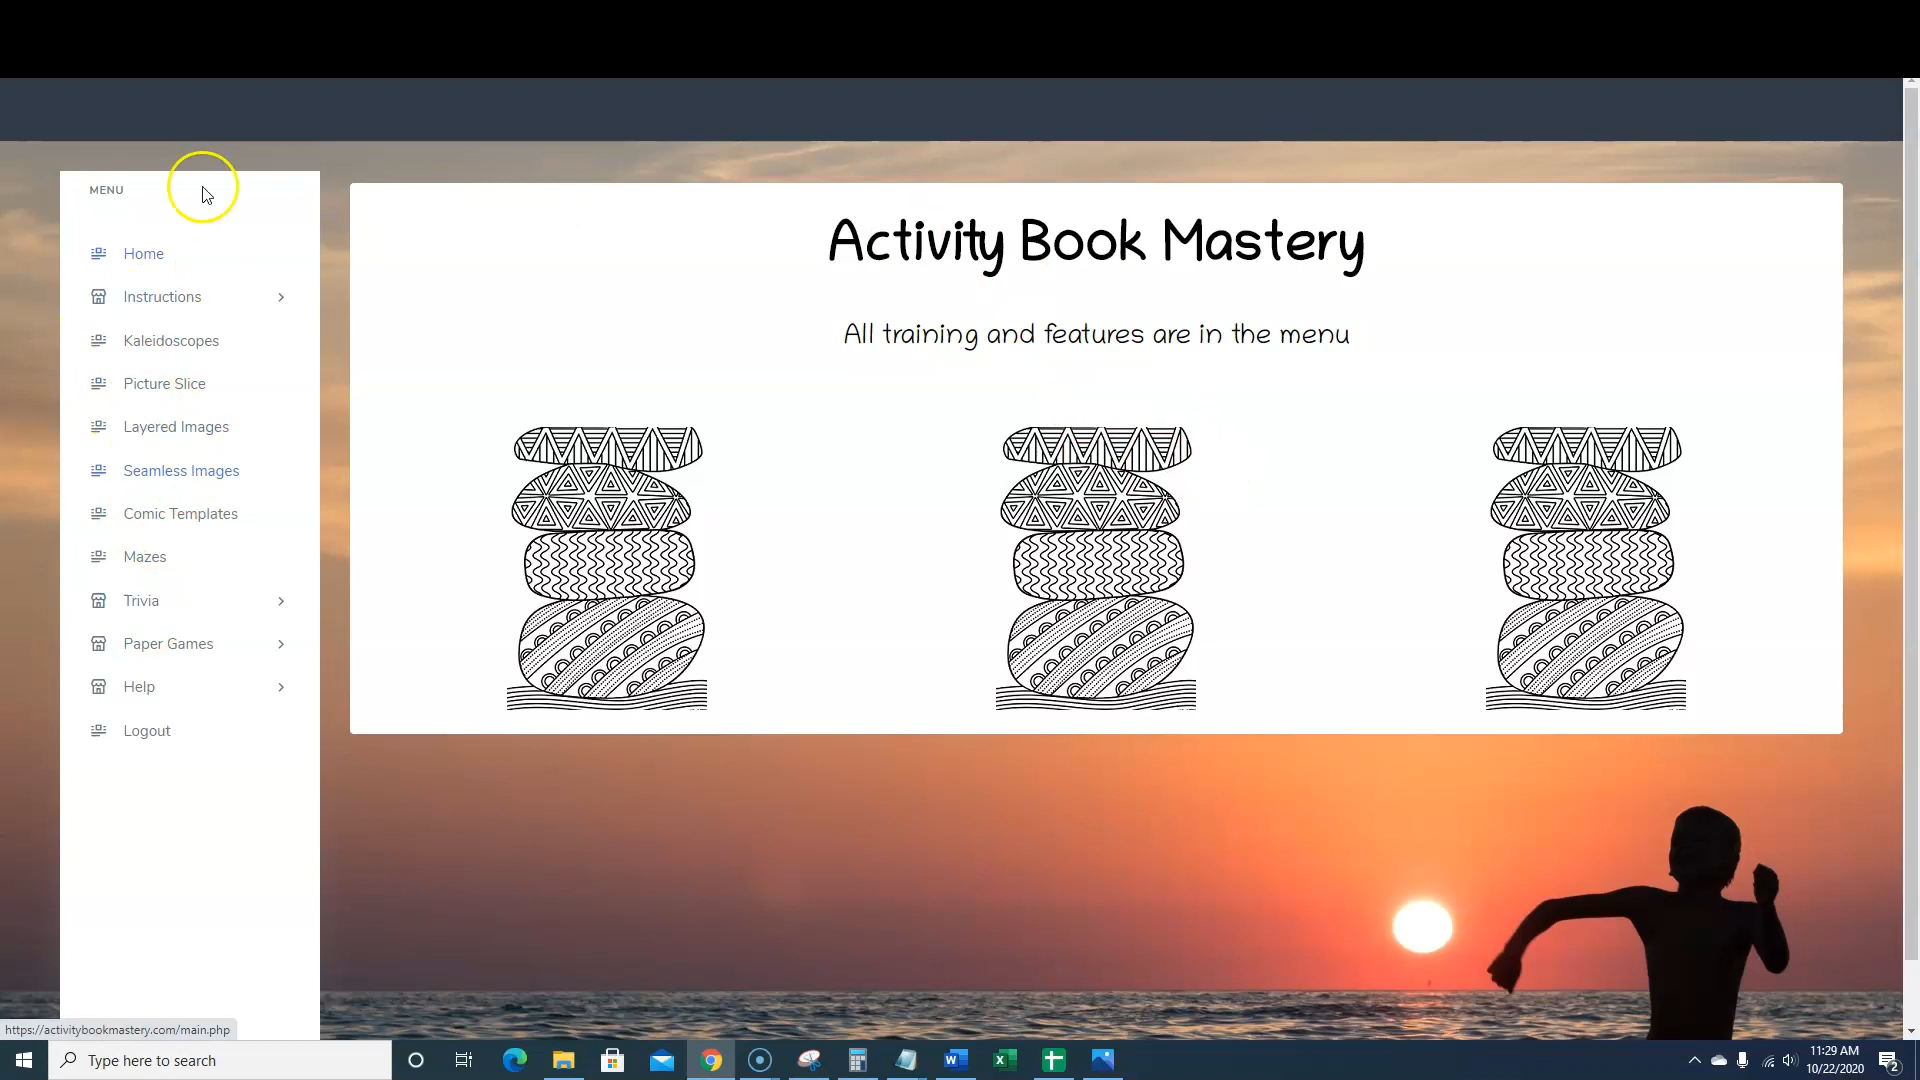 MENU
Home
Instructions
Kaleidoscopes
Picture Slice
Layered Images
Seamless Images
Comic Templates
Mazes
Trivia
Paper Games
Help
Logout
Activity Book Mastery
All training and features are in the menu
https://activitybookmastery.com/main.php
Type here to search
11:29 AM
10/22/2020
2